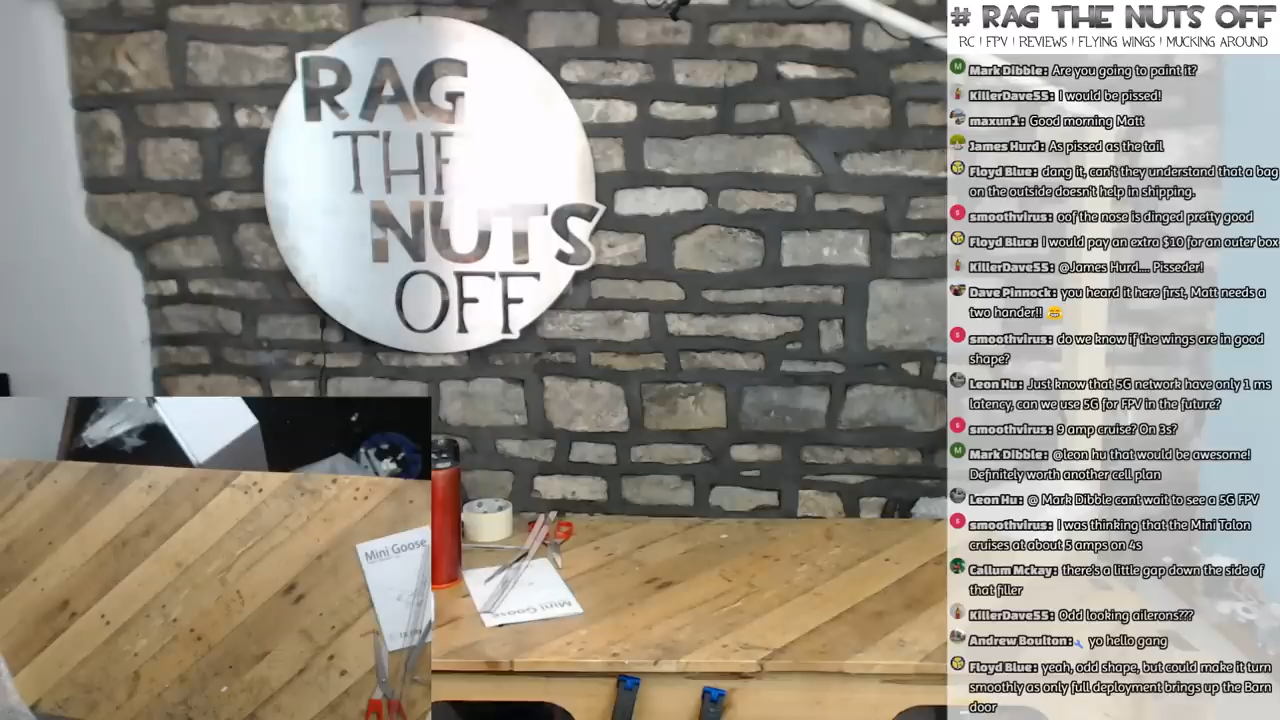 # RAG THE NUTS OFF
RC | FPV | REVIEWS | FLYING WINGS | MUCKING AROUND
RAG
THE
NUTS
OFF
Mark Dibble: Are you going to paint it?
KillerDave55: I would be pissed!
maxun1: Good morning Matt
James Hurd: As pissed as the tail
Floyd Blue: dang it, can't they understand that a bag
on the outside doesn't help in shipping.
smoothvirus: oof the nose is dinged pretty good
Floyd Blue: I would pay an extra $10 for an outer box
KillerDave55: @James Hurd.... Pisseder!
Dave Pinnock: you heard it here first, Matt needs a
two hander!! 😁
smoothvirus: do we know if the wings are in good
shape?
Leon Hu: Just know that 5G network have only 1 ms
latency, can we use 5G for FPV in the future?
smoothvirus: 9 amp cruise? On 3s?
Mark Dibble: @leon hu that would be awesome!
Definitely worth another cell plan
Leon Hu: @ Mark Dibble cant wait to see a 5G FPV
smoothvirus: I was thinking that the Mini Talon
cruises at about 5 amps on 4s
Callum Mckay: there's a little gap down the side of
that filler
KillerDave55: Odd looking ailerons???
Andrew Boulton: yo hello gang
Floyd Blue: yeah, odd shape, but could make it turn
smoothly as only full deployment brings up the Barn
door
Mini Goose
Mini Goose